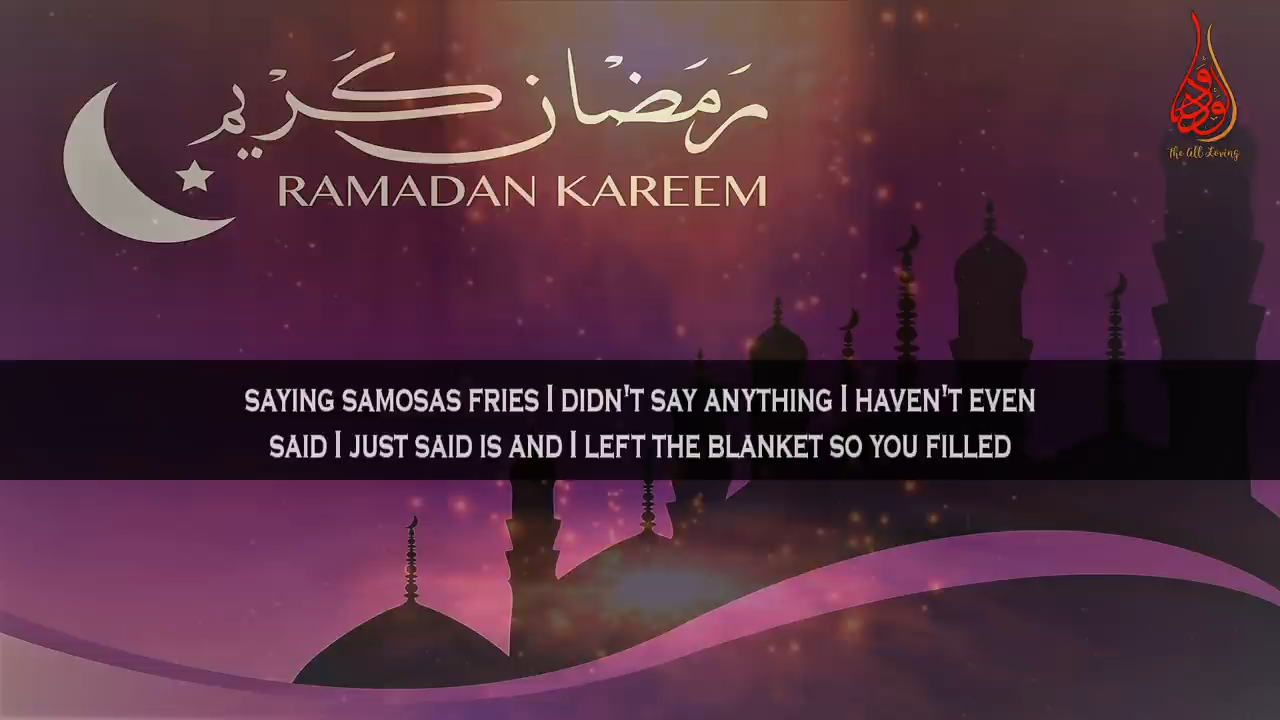 رمضان كريم
RAMADAN KAREEM
الودود
The All Loving
SAYING SAMOSAS FRIES I DIDN'T SAY ANYTHING I HAVEN'T EVEN
SAID I JUST SAID IS AND I LEFT THE BLANKET SO YOU FILLED